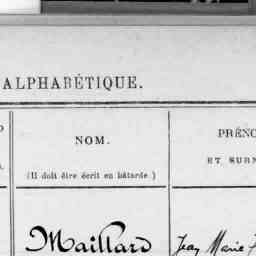 ALPHABÉTIQUE.
NOM.
(Il doit être écrit en bâtarde.)
PRÉNO
ET SURN
Maillard
Jean Marie F